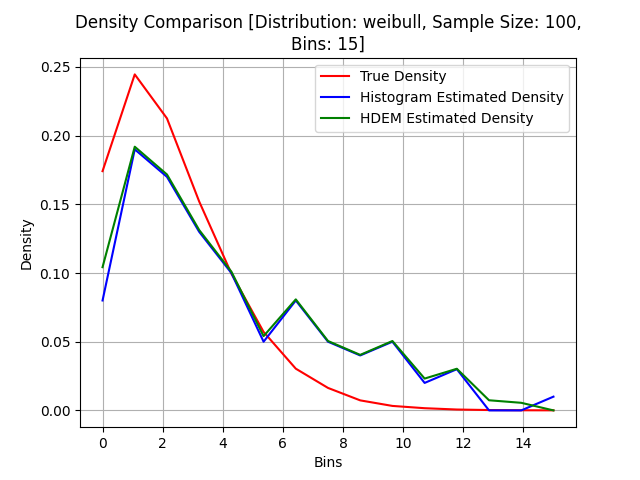 Density Comparison [Distribution: weibull, Sample Size: 100,
Bins: 15]
True Density
Histogram Estimated Density
HDEM Estimated Density
Density
0.25
0.20
0.15
0.10
0.05
0.00
0 2 4 6 8 10 12 14
Bins